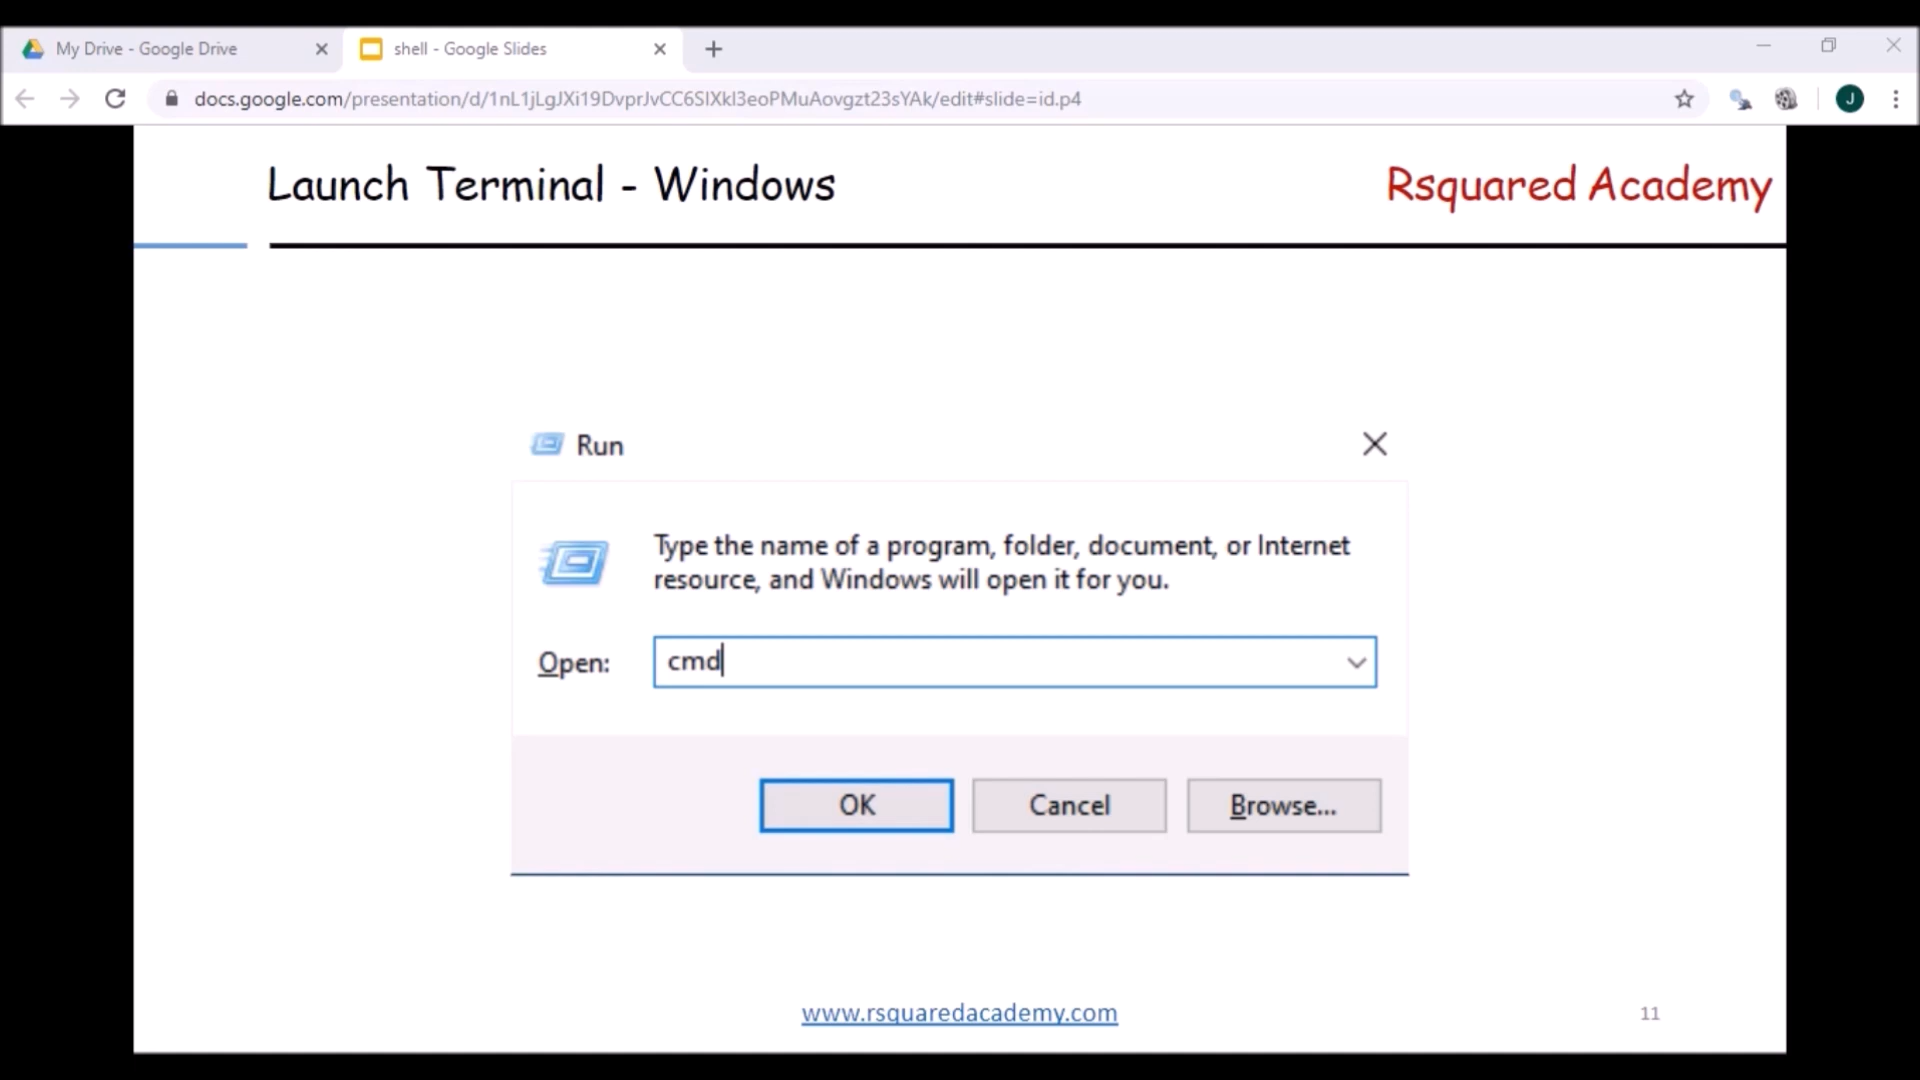 My Drive - Google Drive
shell - Google Slides
docs.google.com/presentation/d/1nL1jLgJXi19DvprJvCC6SIXkl3eoPMuAovgzt23sYAk/edit#slide=id.p4
J
Launch Terminal - Windows
Rsquared Academy
Run
Type the name of a program, folder, document, or Internet
resource, and Windows will open it for you.
Open:
cmd
OK
Cancel
Browse...
www.rsquaredacademy.com
11